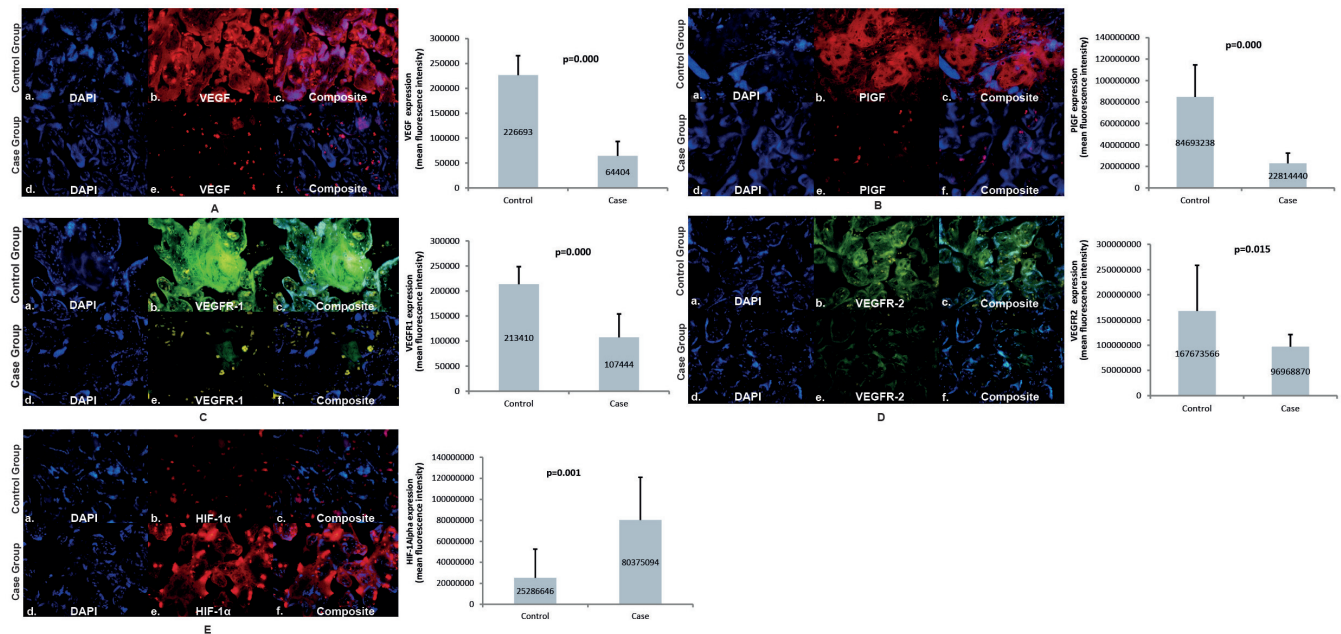 Control Group
a. DAPI
b. VEGF
c. Composite
Case Group
d. DAPI
e. VEGF
f. Composite
A
VEGF expression
(mean fluorescence intensity)
300000
250000
200000
150000
100000
50000
0
p=0.000
226693
64404
Control
Case
Control Group
a. DAPI
b. PIGF
c. Composite
Case Group
d. DAPI
e. PIGF
f. Composite
B
PIGF expression
(mean fluorescence intensity)
140000000
120000000
100000000
80000000
60000000
40000000
20000000
0
p=0.000
84693238
22814440
Control
Case
Control Group
a. DAPI
b. VEGFR-1
c. Composite
Case Group
d. DAPI
e. VEGFR-1
f. Composite
C
VEGFR1 expression
(mean fluorescence intensity)
300000
250000
200000
150000
100000
50000
0
p=0.000
213410
107444
Control
Case
Control Group
a. DAPI
b. VEGFR-2
c. Composite
Case Group
d. DAPI
e. VEGFR-2
f. Composite
D
VEGFR2 expression
(mean fluorescence intensity)
300000000
250000000
200000000
150000000
100000000
50000000
0
p=0.015
167673566
96968870
Control
Case
Control Group
a. DAPI
b. HIF-1α
c. Composite
Case Group
d. DAPI
e. HIF-1α
f. Composite
E
HIF-1Alpha expression
(mean fluorescence intensity)
140000000
120000000
100000000
80000000
60000000
40000000
20000000
0
p=0.001
25286646
80375094
Control
Case